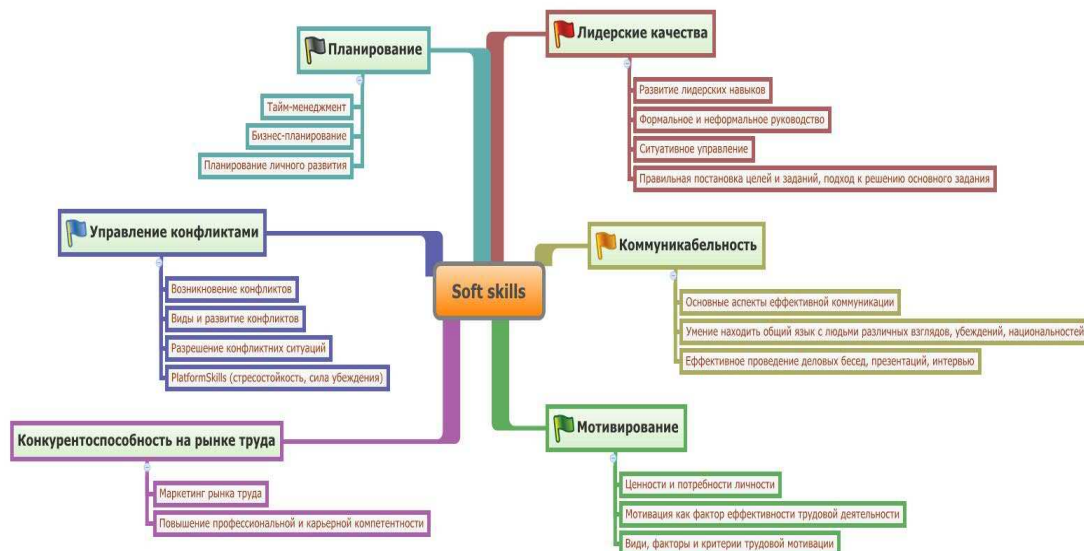 Soft skills
Планирование
Тайм-менеджмент
Бизнес-планирование
Планирование личного развития
Управление конфликтами
Возникновение конфликтов
Виды и развитие конфликтов
Разрешение конфликтних ситуаций
PlatformSkills (стресостойкость, сила убеждения)
Конкурентоспособность на рынке труда
Маркетинг рынка труда
Повышение профессиональной и карьерной компетентности
Лидерские качества
Развитие лидерских навыков
Формальное и неформальное руководство
Ситуативное управление
Правильная постановка целей и заданий, подход к решению основного задания
Коммуникабельность
Основные аспекты еффективной коммуникации
Умение находить общий язык с людьми различных взглядов, убеждений, национальностей
Еффективное проведение деловых бесед, презентаций, интервью
Мотивирование
Ценности и потребности личности
Мотивация как фактор еффективности трудовой деятельности
Види, факторы и критерии трудовой мотивации